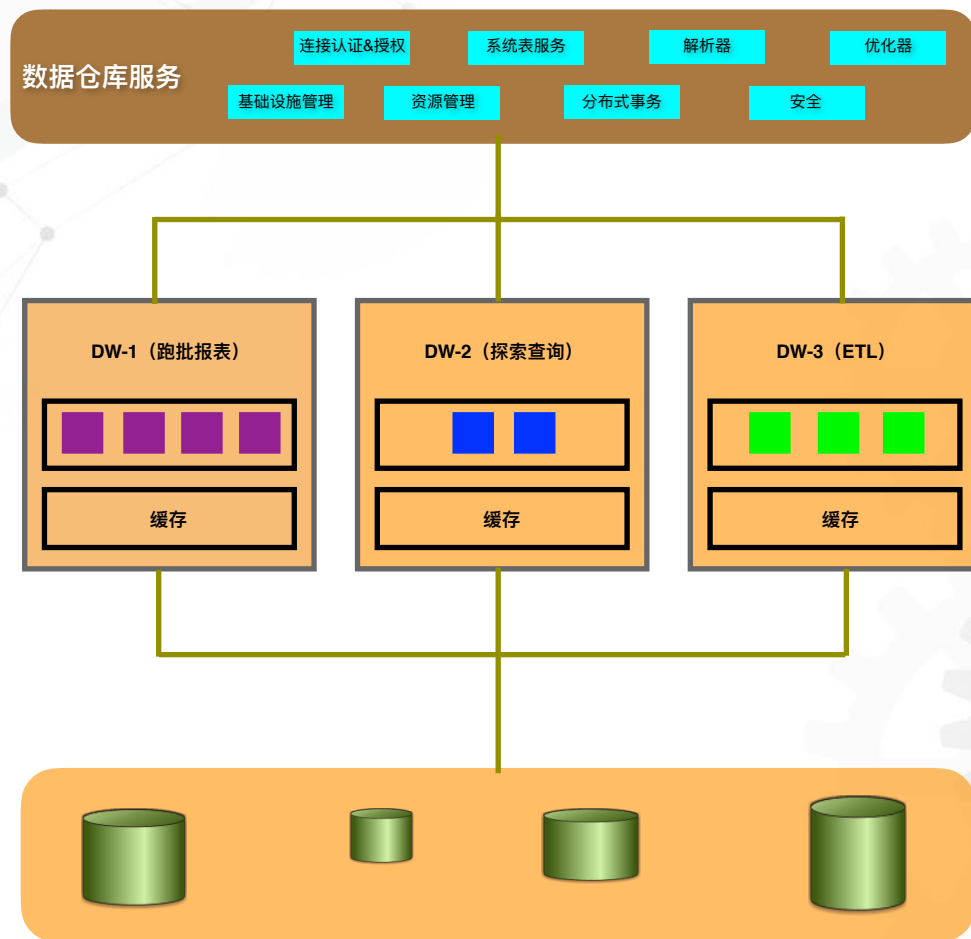 连接认证&授权
系统表服务
解析器
优化器
数据仓库服务
基础设施管理
资源管理
分布式事务
安全
DW-1（跑批报表）
DW-2（探索查询）
DW-3（ETL）
缓存
缓存
缓存